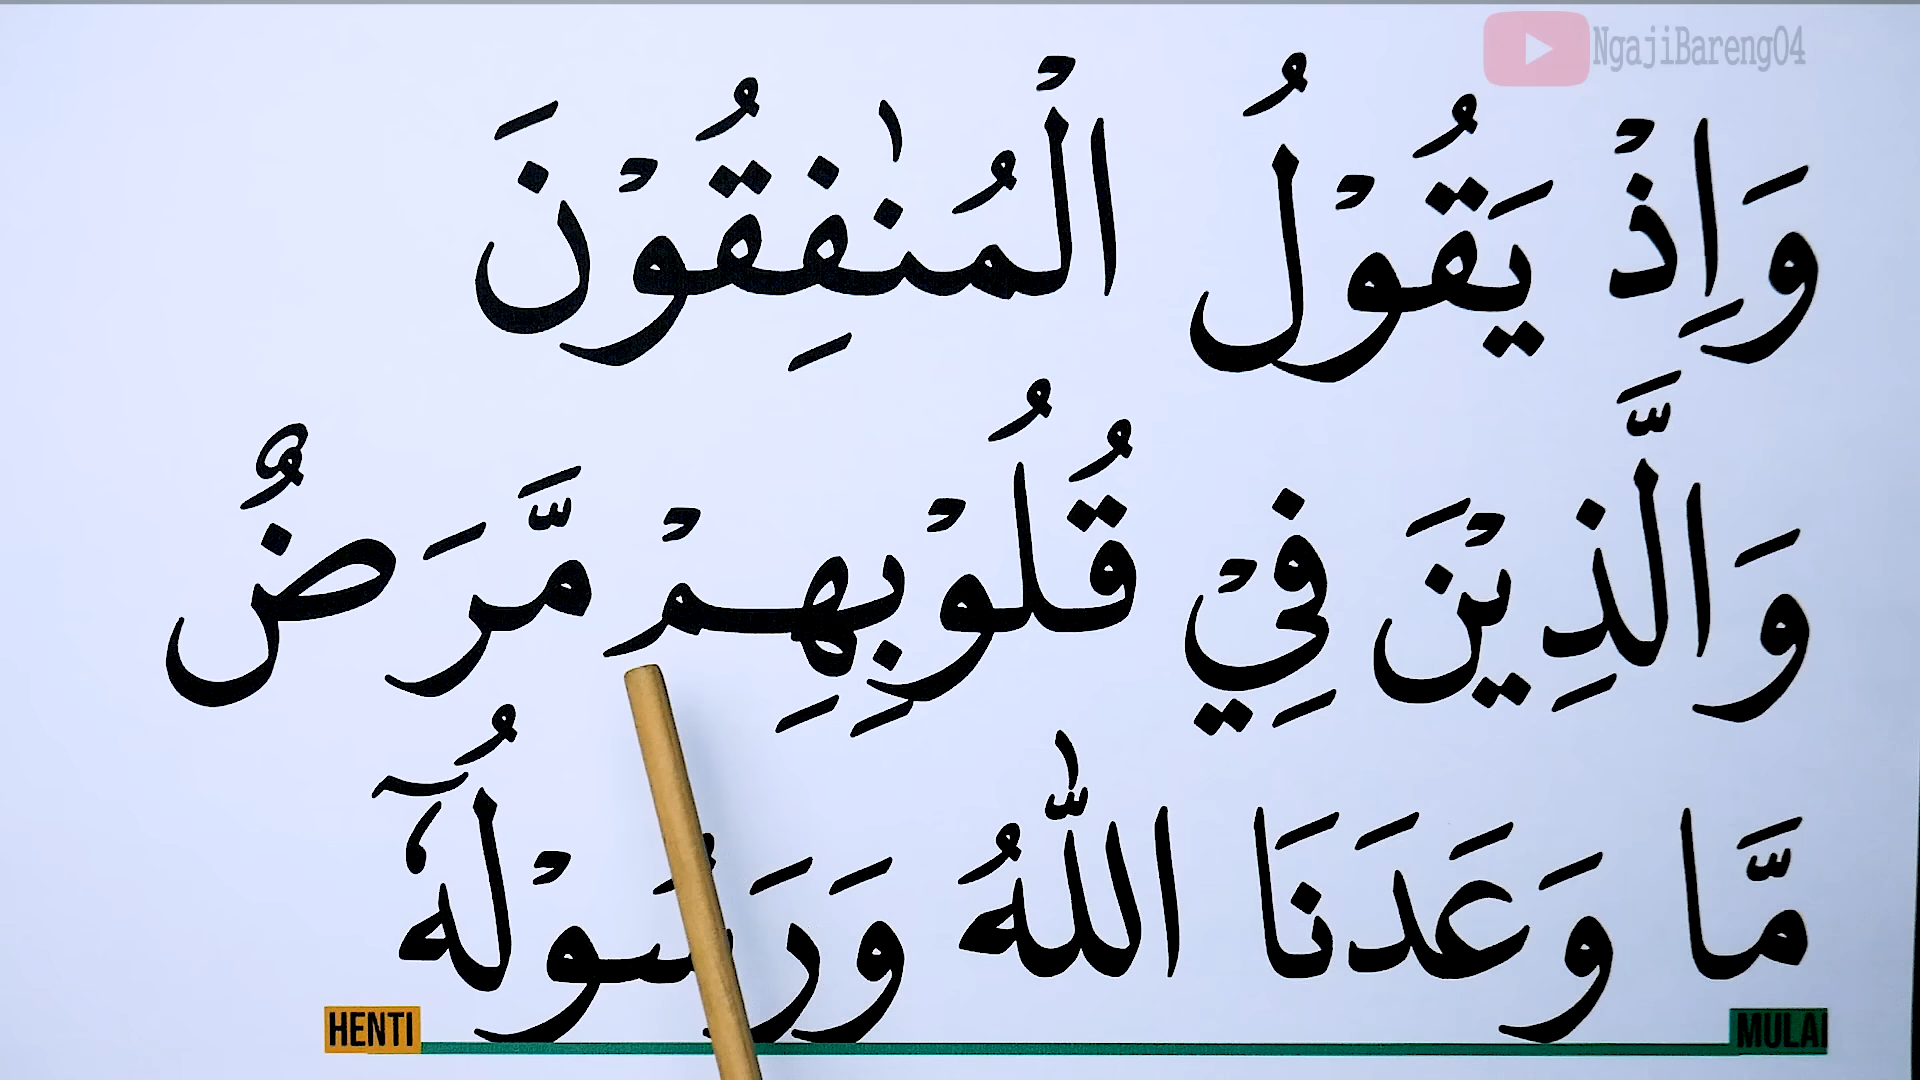 NgajiBareng04
وَاِذْ يَقُوْلُ الْمُنٰفِقُوْنَ
وَالَّذِيْنَ فِيْ قُلُوْبِهِمْ مَّرَضٌ
مَّا وَعَدَنَا اللّٰهُ وَرَسُوْلُهٗٓ
HENTI MULAI